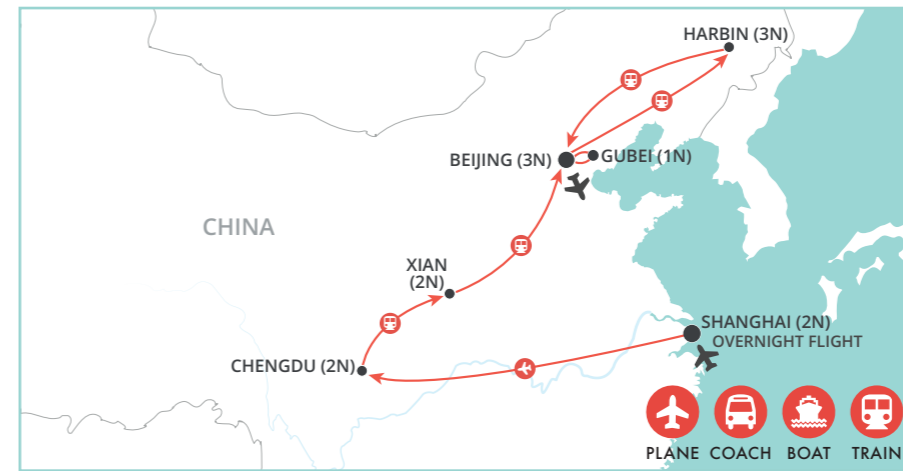 HARBIN (3N)
BEIJING (3N)
GUBEI (1N)
CHINA
XIAN
(2N)
SHANGHAI (2N)
OVERNIGHT FLIGHT
CHENGDU (2N)
PLANE COACH BOAT TRAIN